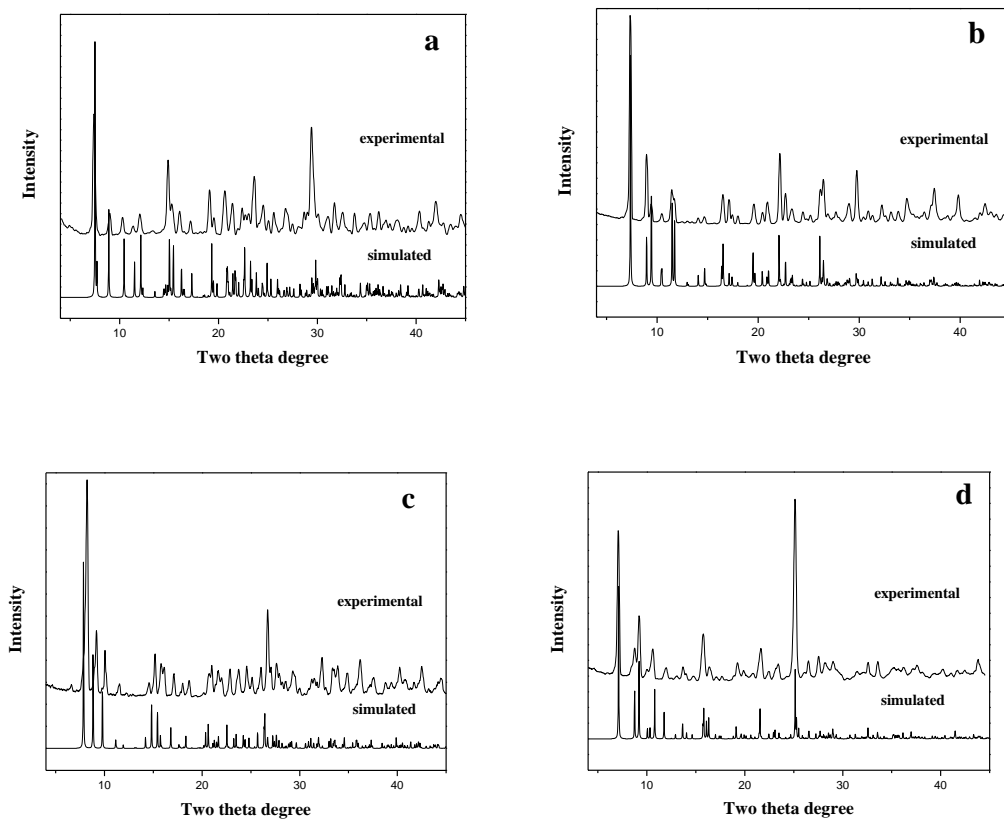 a
experimental
simulated
Intensity
10 20 30 40
Two theta degree
b
experimental
simulated
Intensity
10 20 30 40
Two theta degree
c
experimental
simulated
Intensity
10 20 30 40
Two theta degree
d
experimental
simulated
Intensity
10 20 30 40
Two theta degree